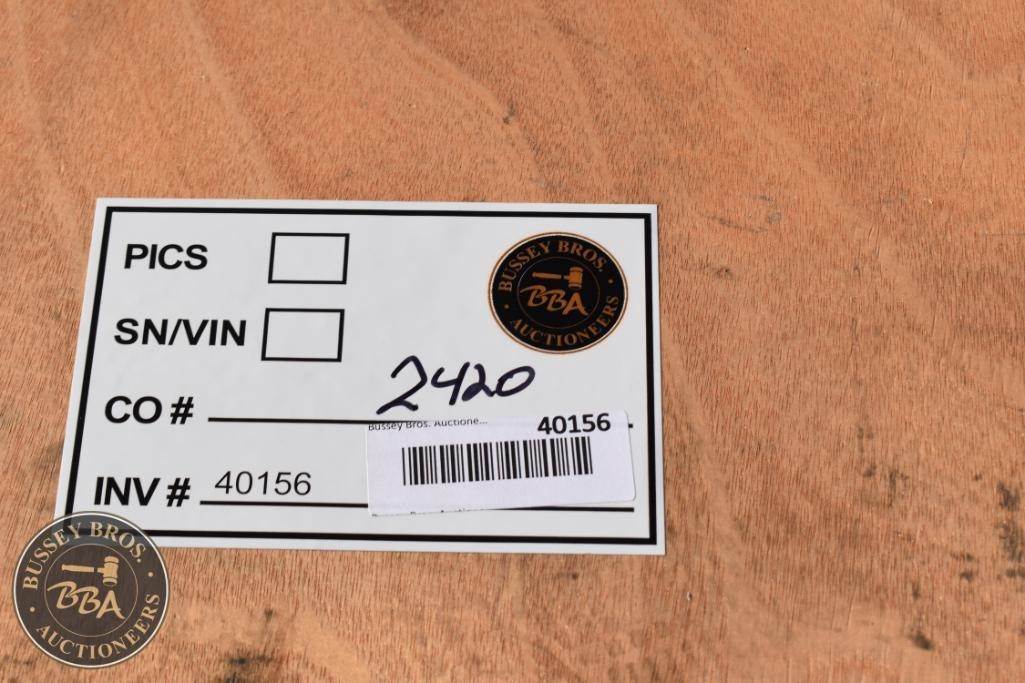 PICS
SN/VIN
BUSSEY BROS.
BBA
AUCTIONEERS
CO # 2420
Bussey Bros. Auctione...
40156
INV # 40156
BUSSEY BROS.
BBA
AUCTIONEERS